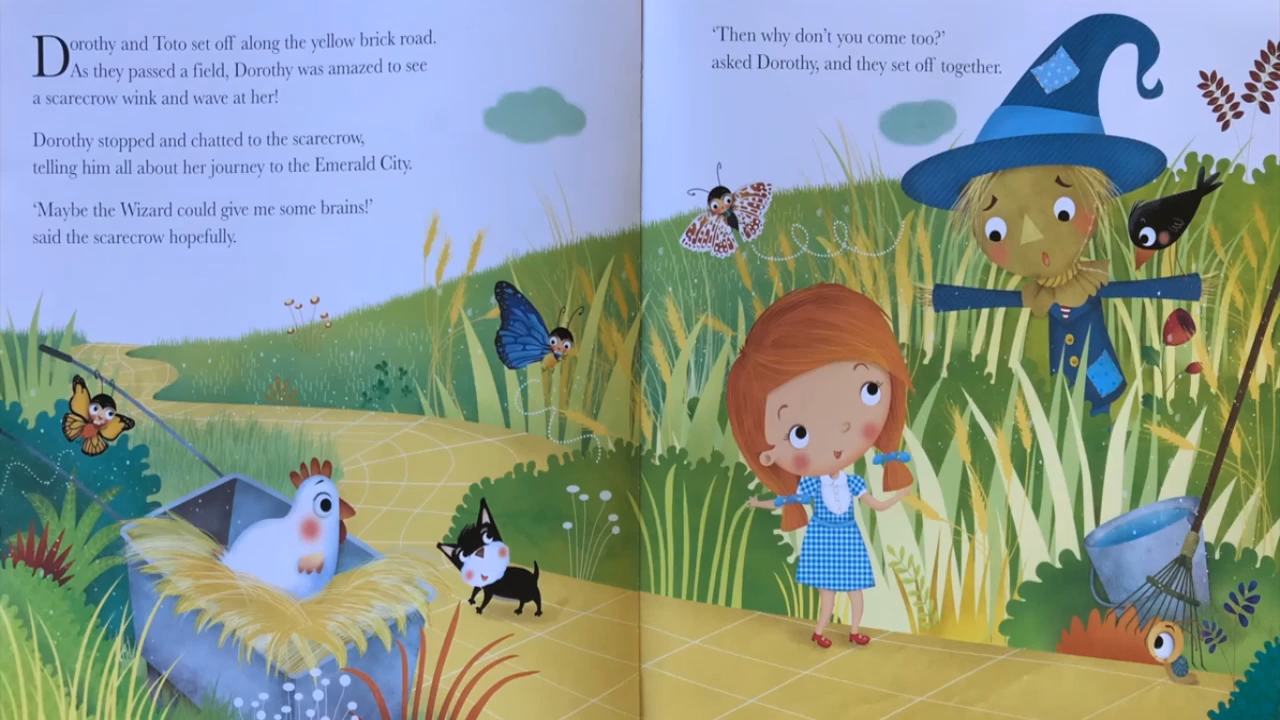 Dorothy and Toto set off along the yellow brick road.
As they passed a field, Dorothy was amazed to see
a scarecrow wink and wave at her!
Dorothy stopped and chatted to the scarecrow,
telling him all about her journey to the Emerald City.
‘Maybe the Wizard could give me some brains!’
said the scarecrow hopefully.
‘Then why don’t you come too?’
asked Dorothy, and they set off together.